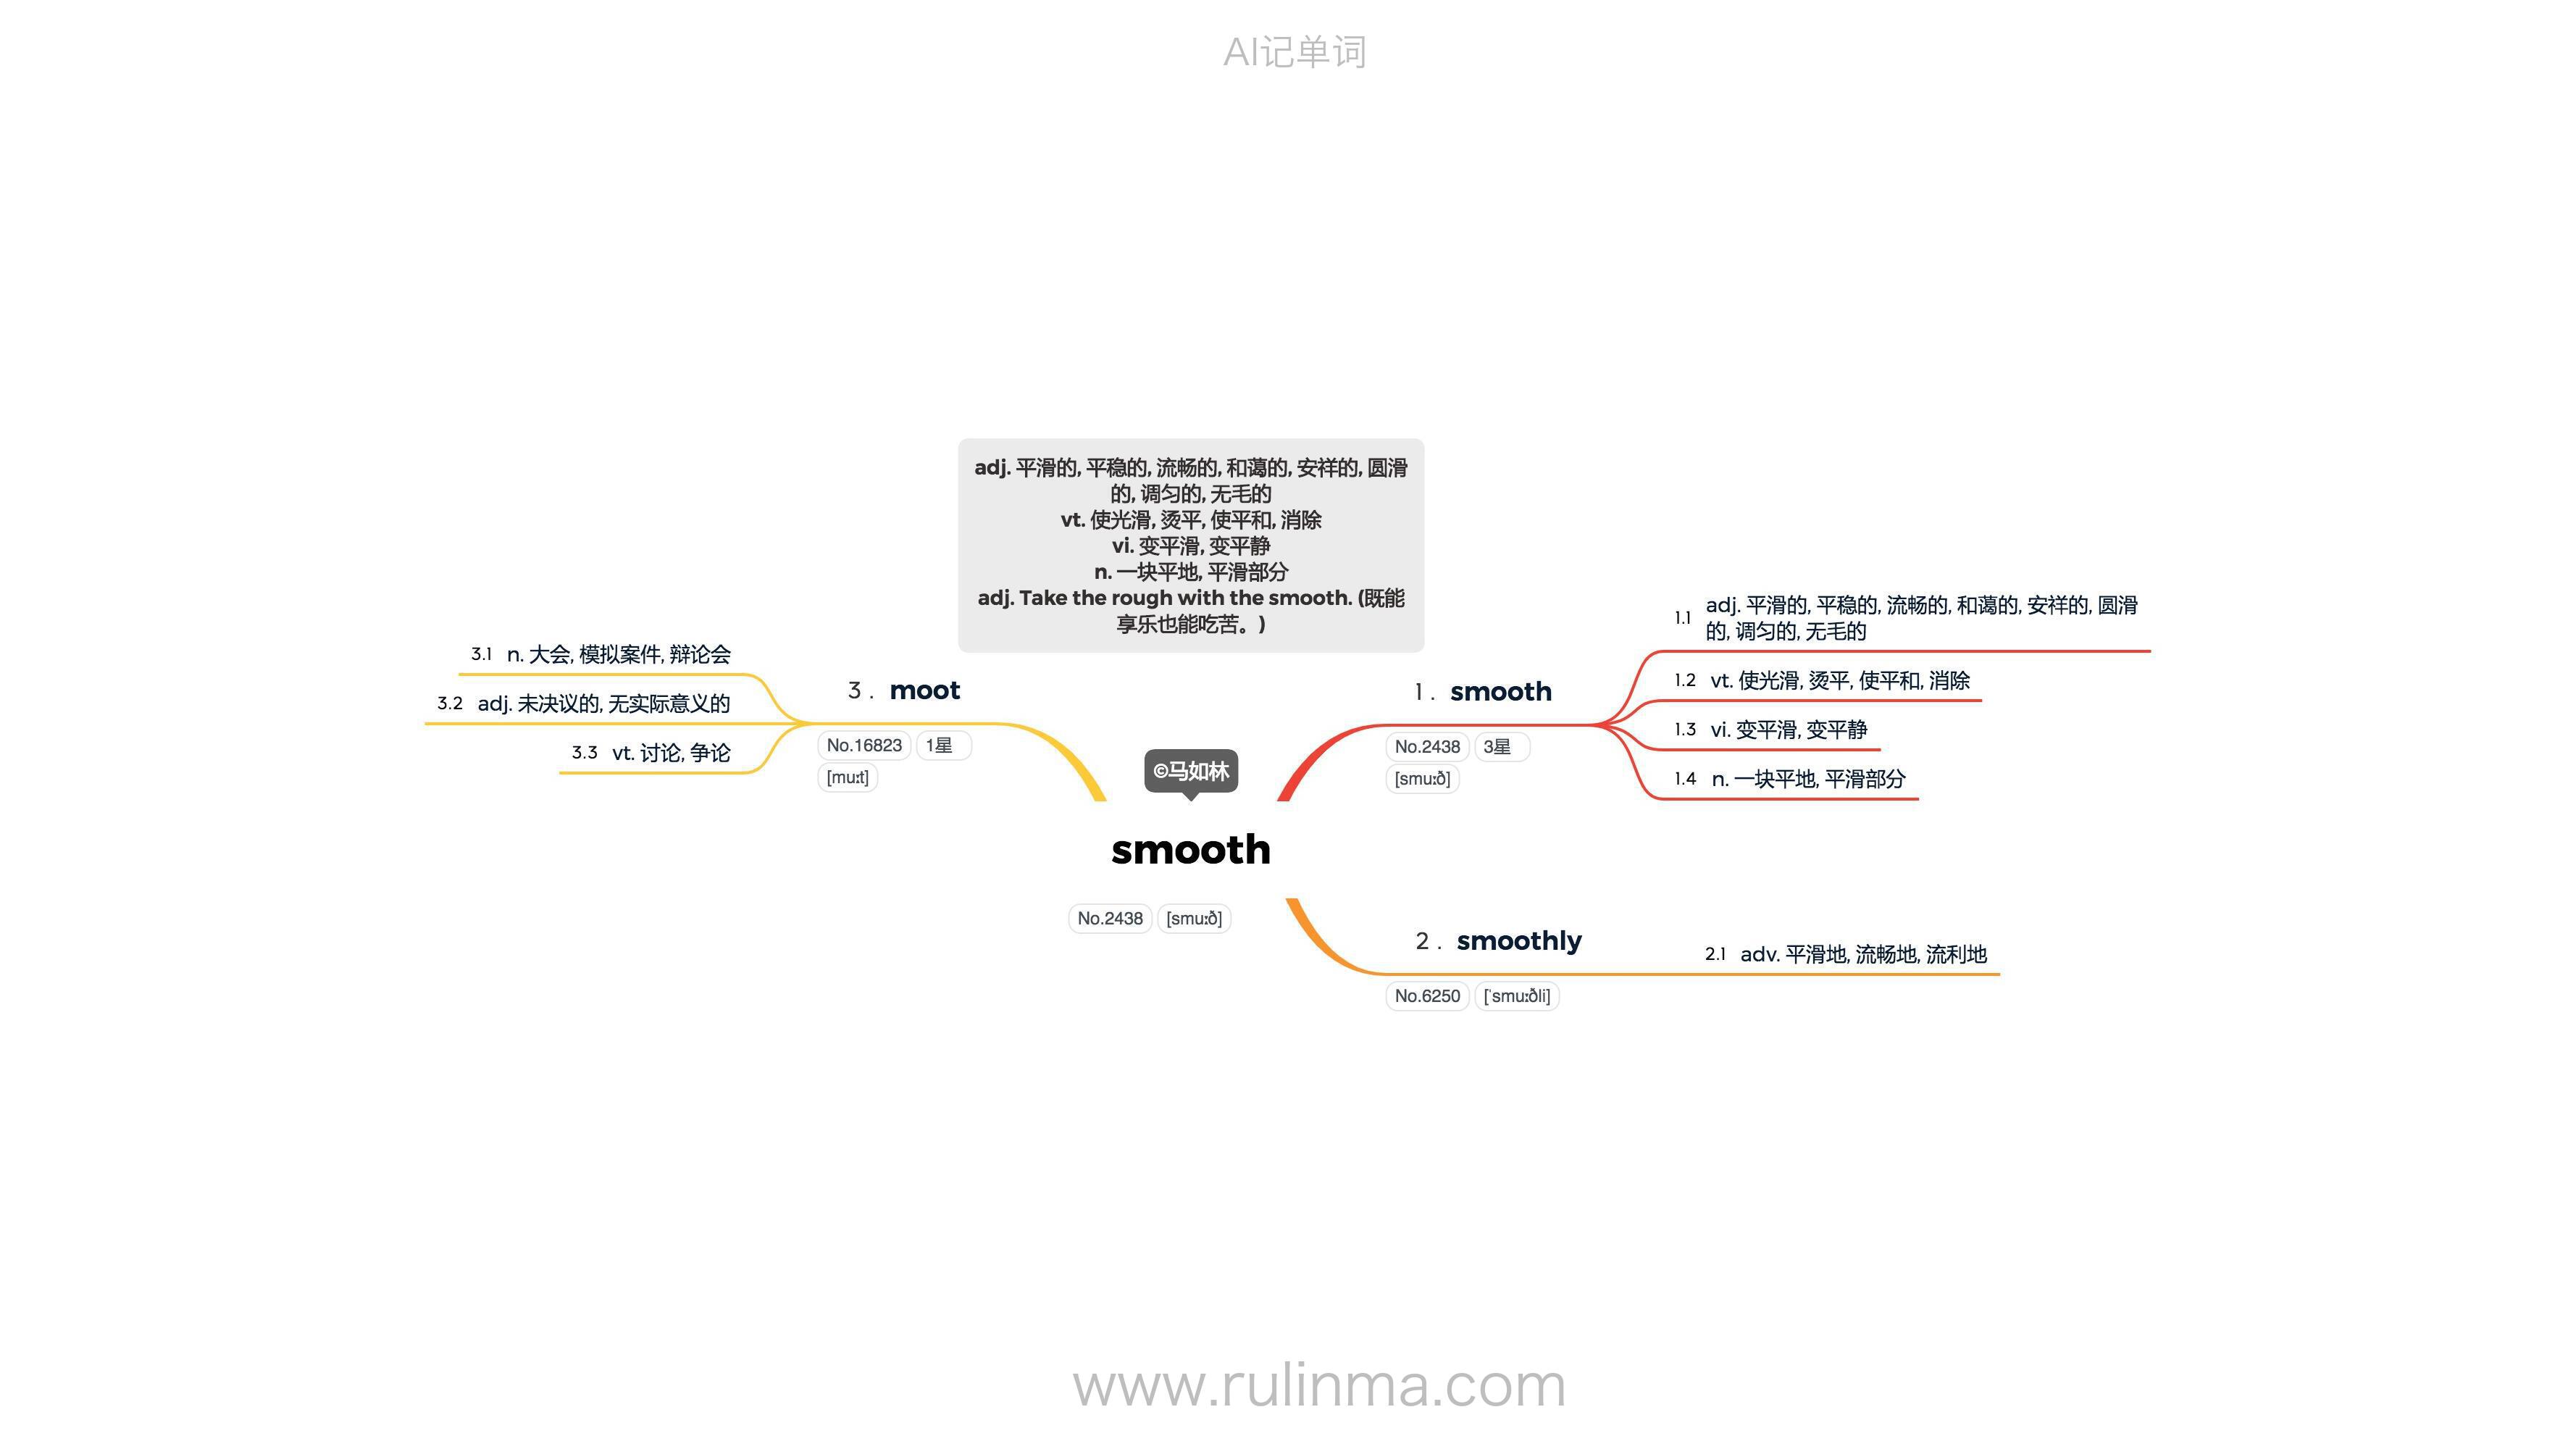 AI记单词
adj. 平滑的, 平稳的, 流畅的, 和蔼的, 安祥的, 圆滑
的, 调匀的, 无毛的
vt. 使光滑, 烫平, 使平和, 消除
vi. 变平滑, 变平静
n. 一块平地, 平滑部分
adj. Take the rough with the smooth. (既能
享乐也能吃苦。)
©马如林
smooth
No.2438 [smuːð]
1. smooth
No.2438 3星
[smuːð]
1.1 adj. 平滑的, 平稳的, 流畅的, 和蔼的, 安祥的, 圆滑
的, 调匀的, 无毛的
1.2 vt. 使光滑, 烫平, 使平和, 消除
1.3 vi. 变平滑, 变平静
1.4 n. 一块平地, 平滑部分
2. smoothly
No.6250 [ˈsmuːðli]
2.1 adv. 平滑地, 流畅地, 流利地
3. moot
No.16823 1星
[muːt]
3.1 n. 大会, 模拟案件, 辩论会
3.2 adj. 未决议的, 无实际意义的
3.3 vt. 讨论, 争论
www.rulinma.com